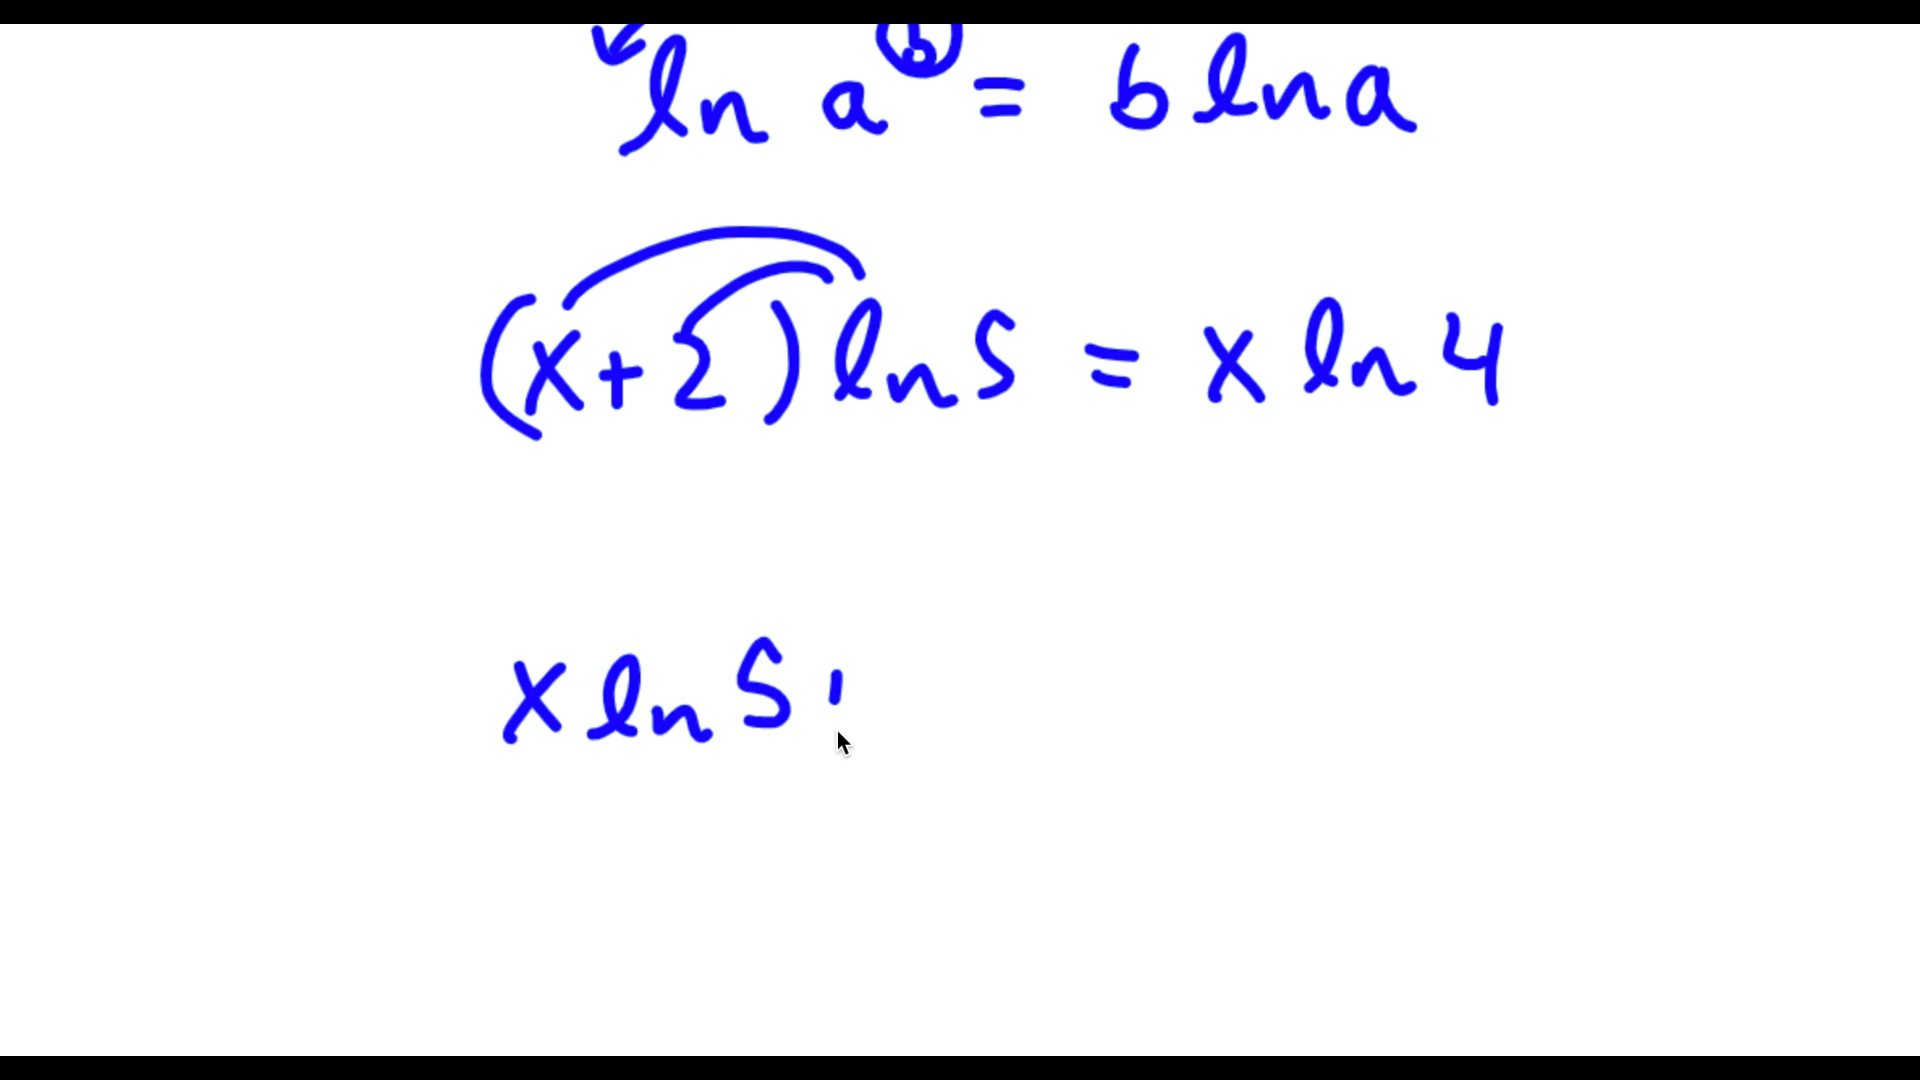 ln a^b = b ln a
(x+2) ln 5 = x ln 4
x ln 5